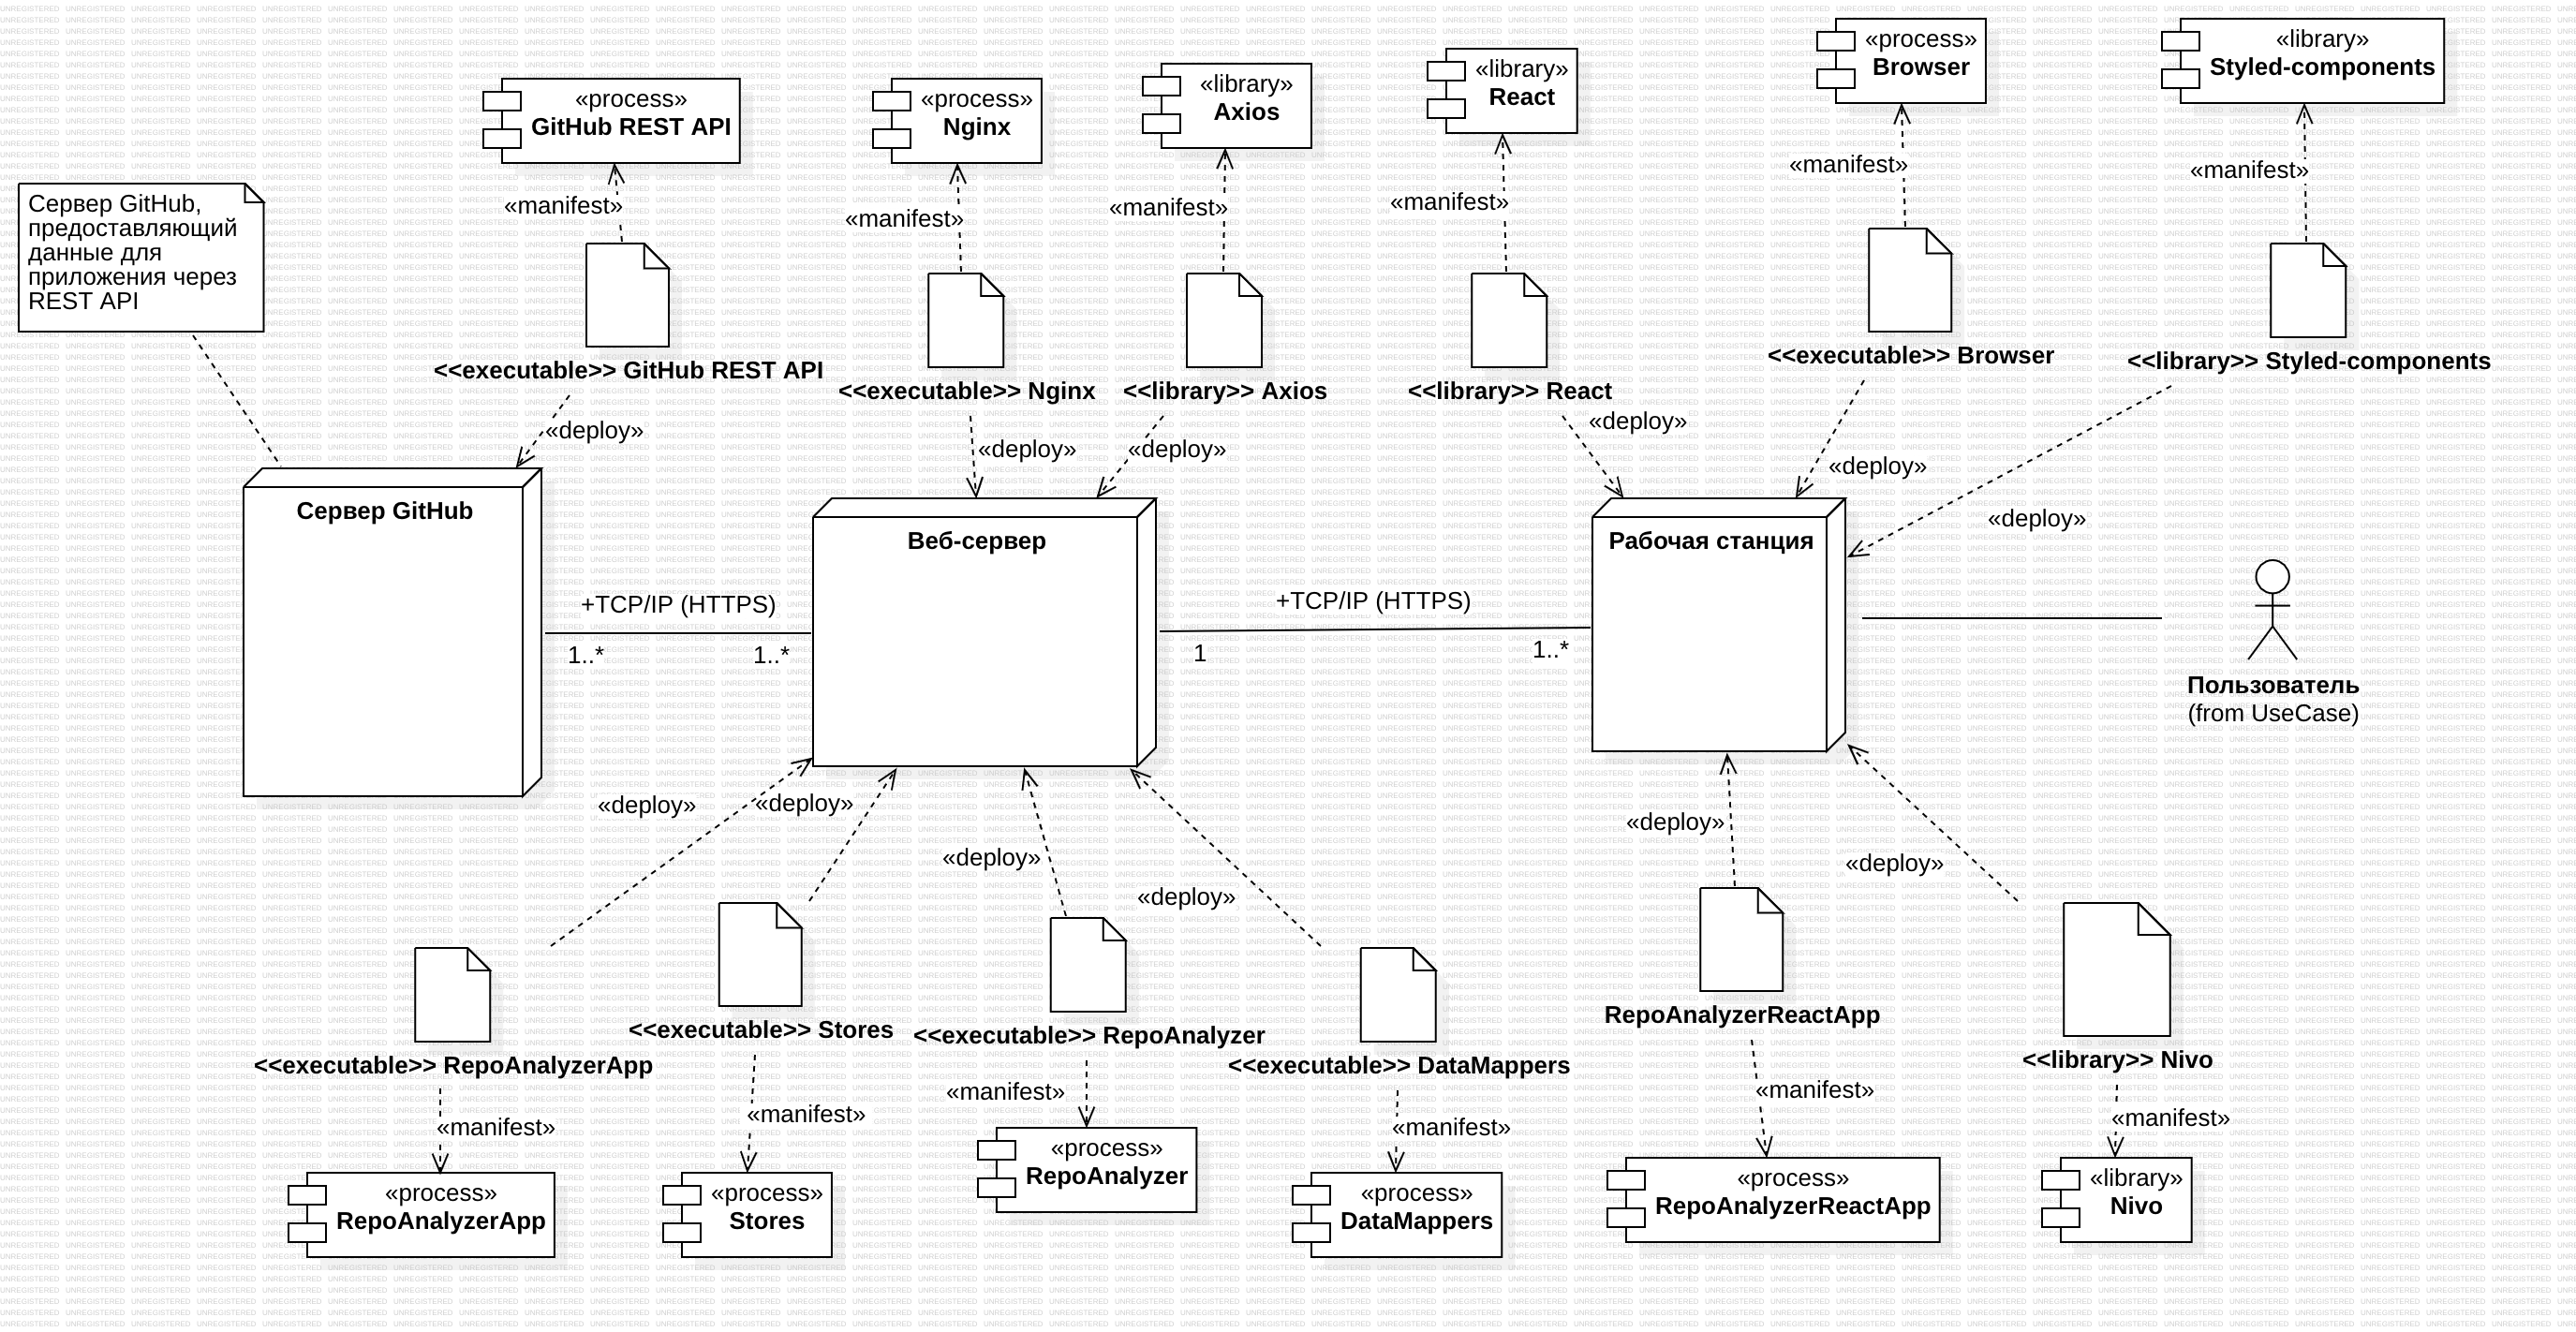 «process»
GitHub REST API
«process»
Nginx
«library»
Axios
«library»
React
«process»
Browser
«library»
Styled-components
«manifest»
«manifest»
«manifest»
«manifest»
«manifest»
«manifest»
Сервер GitHub,
предоставляющий
данные для
приложения через
REST API
<<executable>> GitHub REST API
<<executable>> Nginx
<<library>> Axios
<<library>> React
<<executable>> Browser
<<library>> Styled-components
«deploy»
«deploy»
«deploy»
«deploy»
«deploy»
«deploy»
Сервер GitHub
Веб-сервер
Рабочая станция
+TCP/IP (HTTPS)
1..*
1..*
+TCP/IP (HTTPS)
1
1..*
Пользователь
(from UseCase)
«deploy»
«deploy»
«deploy»
«deploy»
«deploy»
«deploy»
<<executable>> RepoAnalyzerApp
<<executable>> Stores
<<executable>> RepoAnalyzer
<<executable>> DataMappers
RepoAnalyzerReactApp
<<library>> Nivo
«manifest»
«manifest»
«manifest»
«manifest»
«manifest»
«manifest»
«process»
RepoAnalyzerApp
«process»
Stores
«process»
RepoAnalyzer
«process»
DataMappers
«process»
RepoAnalyzerReactApp
«library»
Nivo
UNREGISTERED